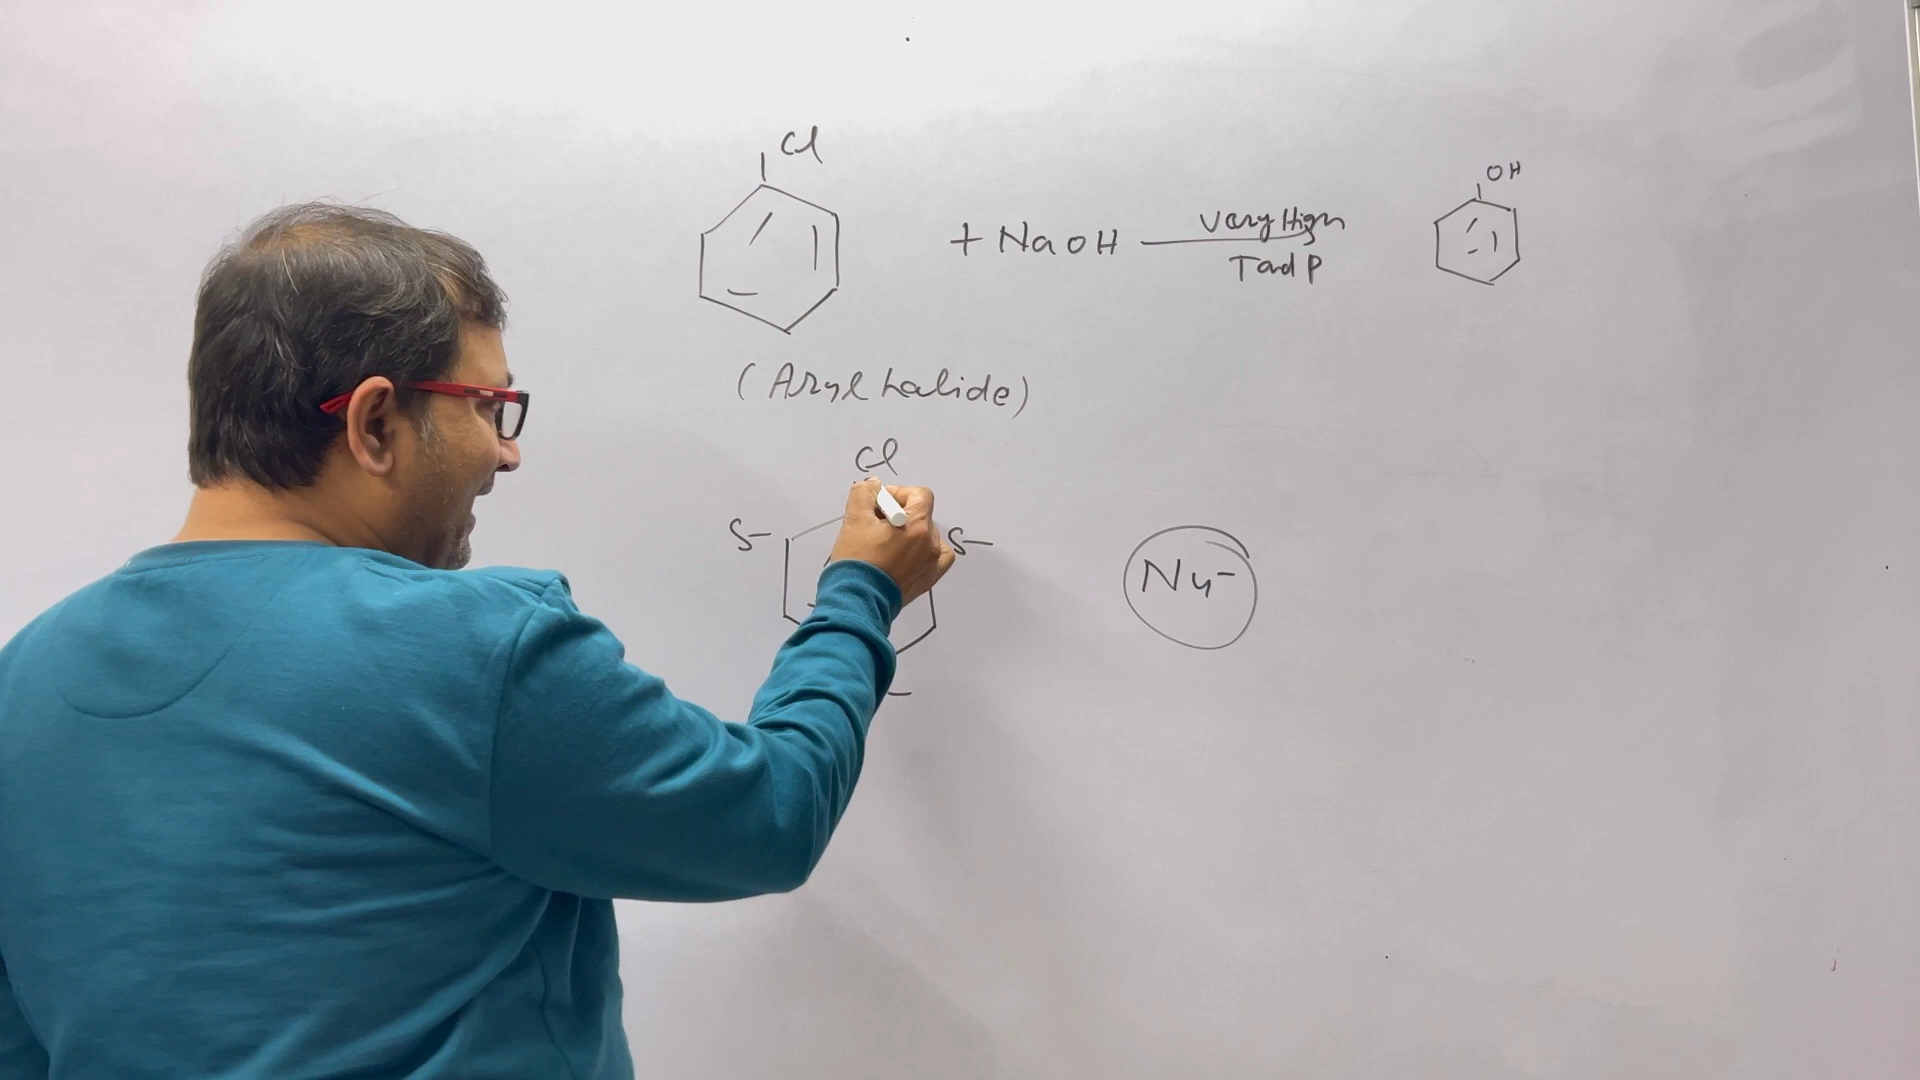 Cl
+ NaOH
Very High
T and P
OH
(Aryl halide)
Cl
S-
S-
Nu-
-